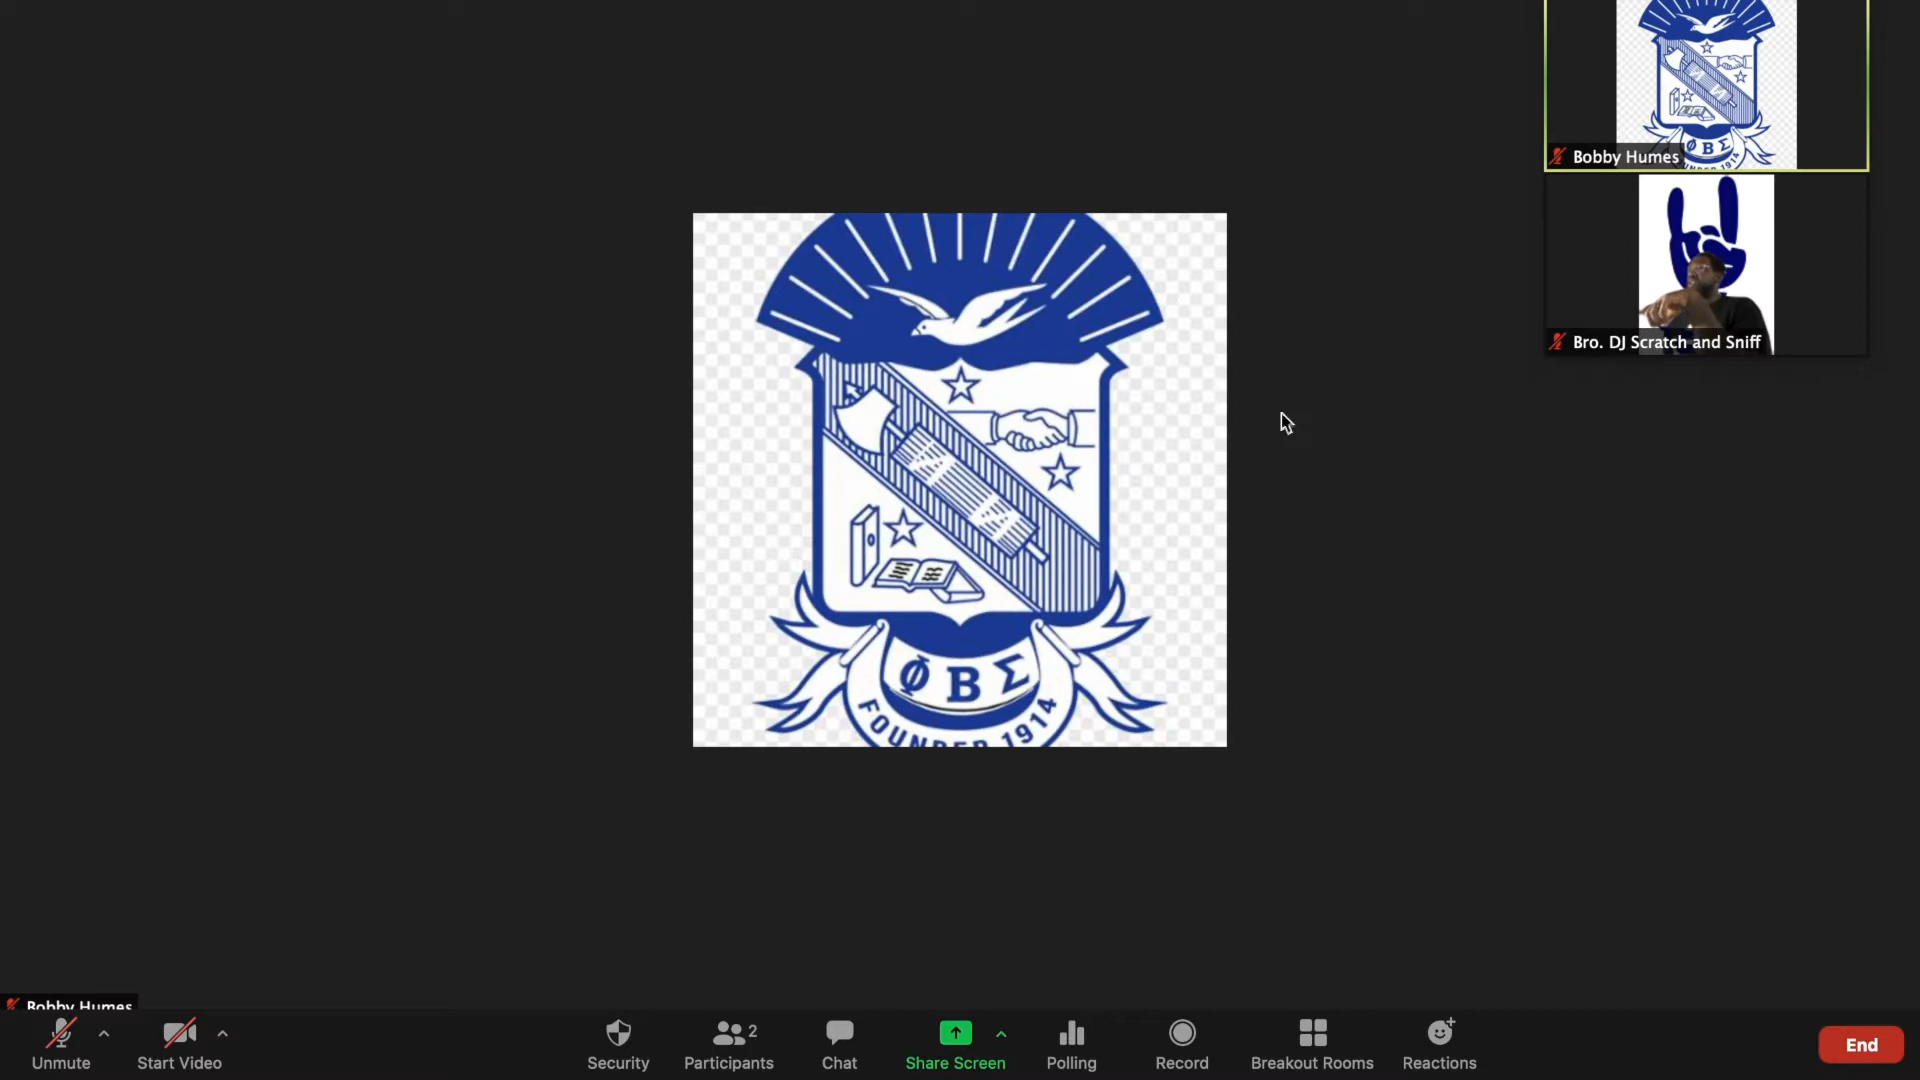 Bobby Humes
ΦΒΣ
Bro. DJ Scratch and Sniff
ΦΒΣ
FOUNDED 1914
Bobby Humes
Unmute
Start Video
Security
2
Participants
Chat
Share Screen
Polling
Record
Breakout Rooms
Reactions
End